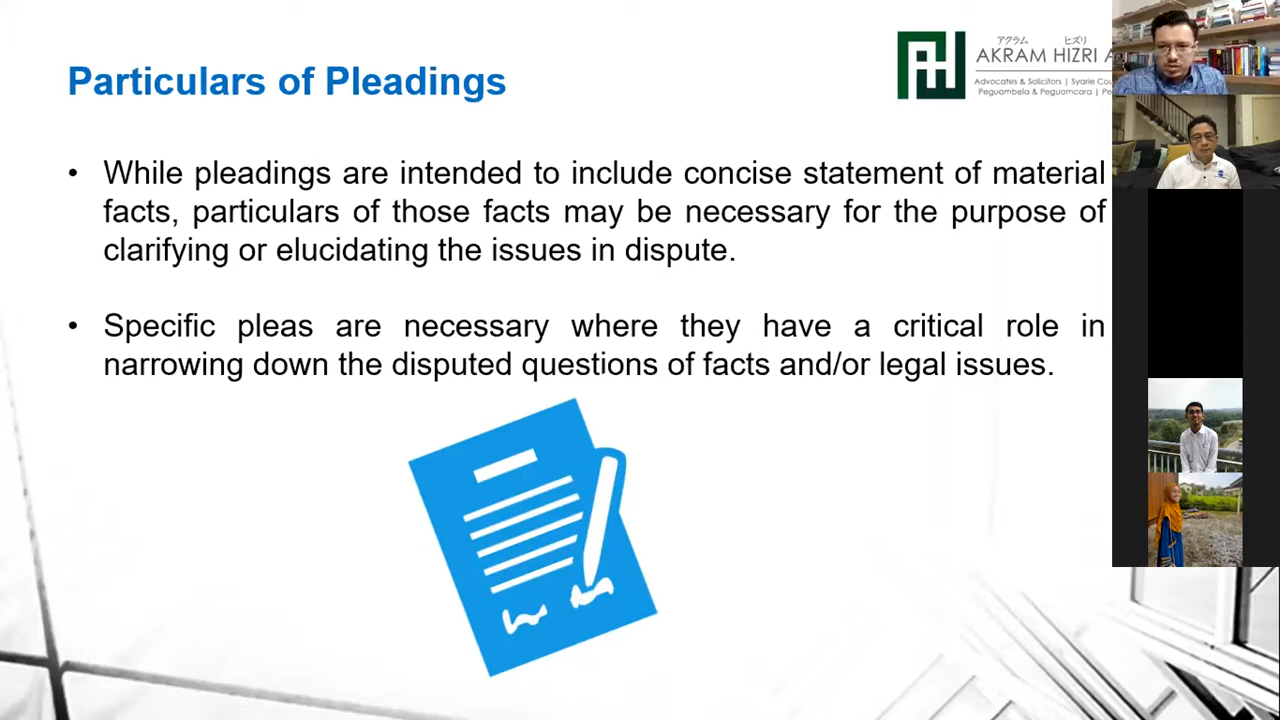 Particulars of Pleadings
アクラム ヒズリ
AKRAM HIZRI A
Advocates & Solicitors | Syarie Cou
Peguambela & Peguamcara | Pe
• While pleadings are intended to include concise statement of material
facts, particulars of those facts may be necessary for the purpose of
clarifying or elucidating the issues in dispute.
• Specific pleas are necessary where they have a critical role in
narrowing down the disputed questions of facts and/or legal issues.